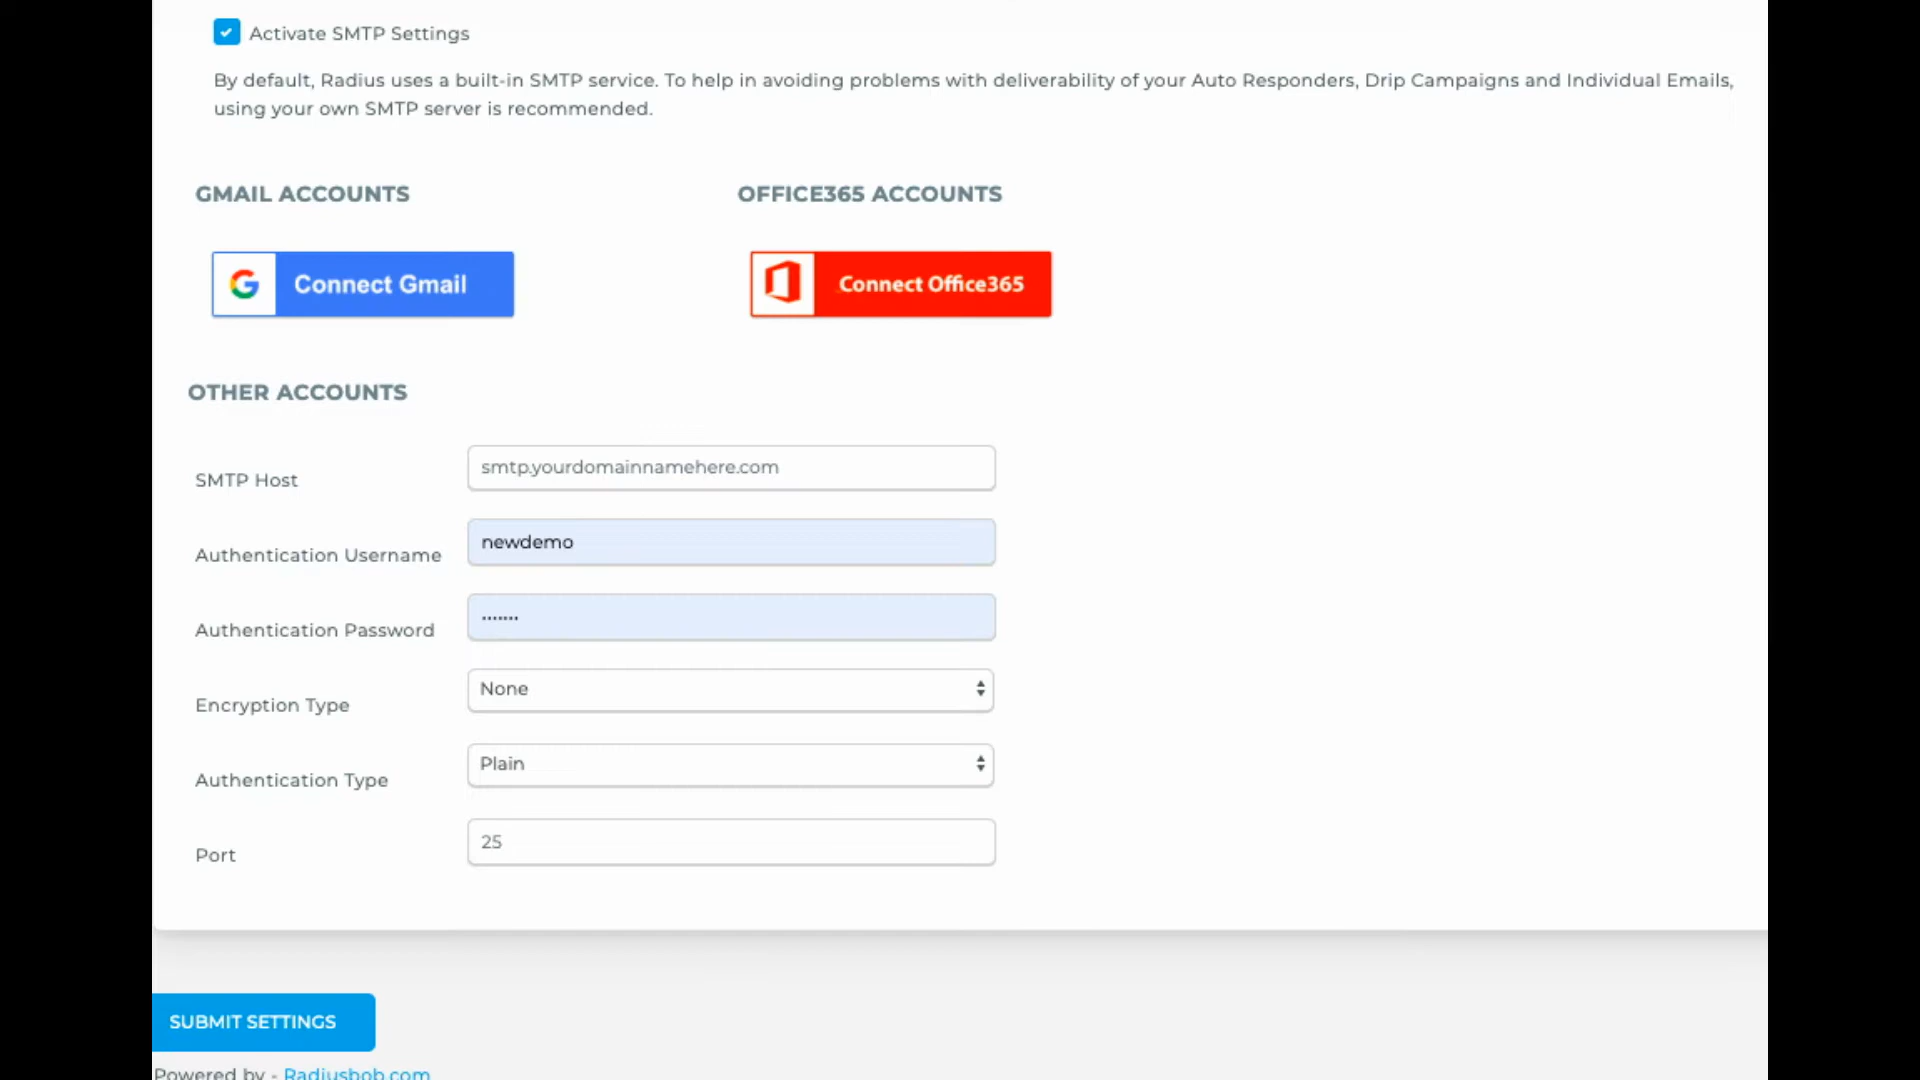 Activate SMTP Settings
By default, Radius uses a built-in SMTP service. To help in avoiding problems with deliverability of your Auto Responders, Drip Campaigns and Individual Emails,
using your own SMTP server is recommended.
GMAIL ACCOUNTS
OFFICE365 ACCOUNTS
Connect Gmail
Connect Office365
OTHER ACCOUNTS
SMTP Host
smtp.yourdomainnamehere.com
Authentication Username
newdemo
Authentication Password
•••••••
Encryption Type
None
Authentication Type
Plain
Port
25
SUBMIT SETTINGS
Powered by - Radiusbob.com